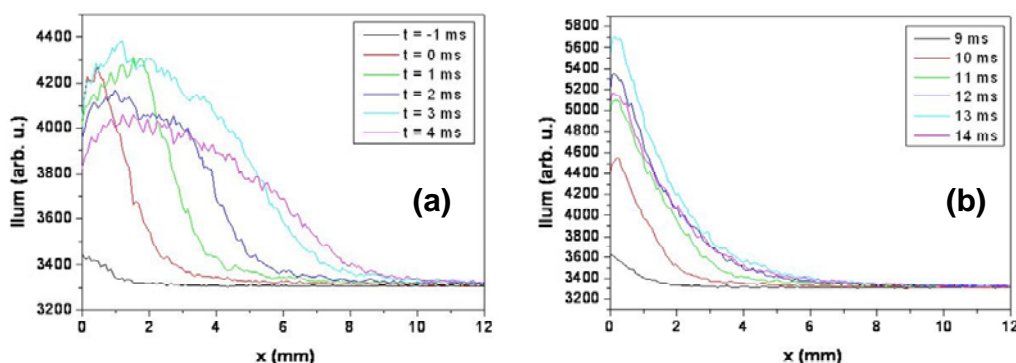 4400
4200
4000
3800
3600
3400
3200
Illum (arb. u.)
0 2 4 6 8 10 12
x (mm)
t = -1 ms
t = 0 ms
t = 1 ms
t = 2 ms
t = 3 ms
t = 4 ms
(a)
5800
5600
5400
5200
5000
4800
4600
4400
4200
4000
3800
3600
3400
3200
Illum (arb. u.)
0 2 4 6 8 10 12
x (mm)
9 ms
10 ms
11 ms
12 ms
13 ms
14 ms
(b)